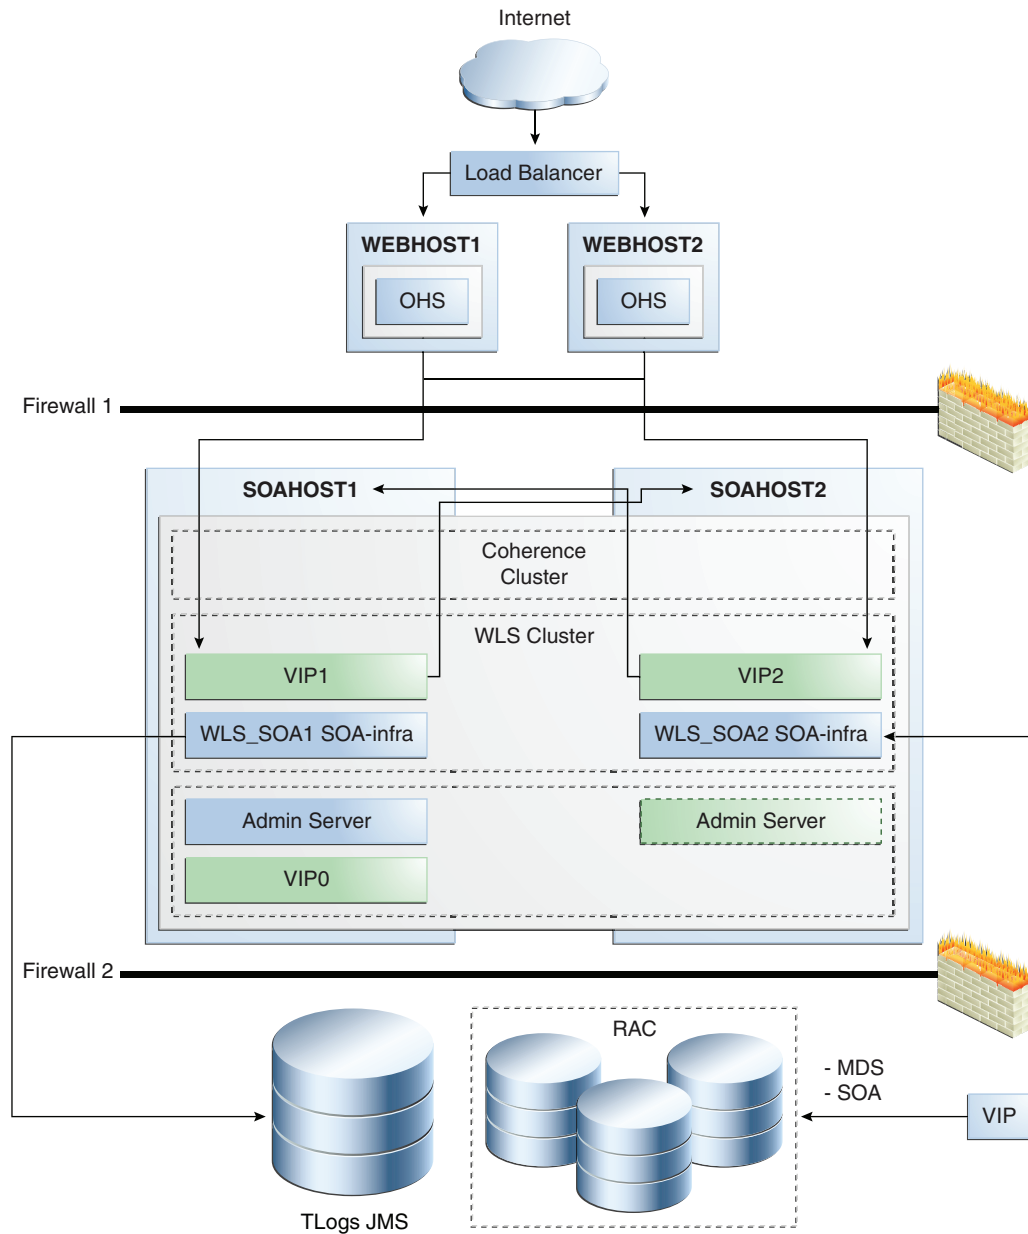 Internet
Load Balancer
WEBHOST1
WEBHOST2
OHS
OHS
Firewall 1
SOAHOST1
SOAHOST2
Coherence
Cluster
WLS Cluster
VIP1
VIP2
WLS_SOA1 SOA-infra
WLS_SOA2 SOA-infra
Admin Server
Admin Server
VIP0
Firewall 2
RAC
- MDS
- SOA
VIP
TLogs JMS